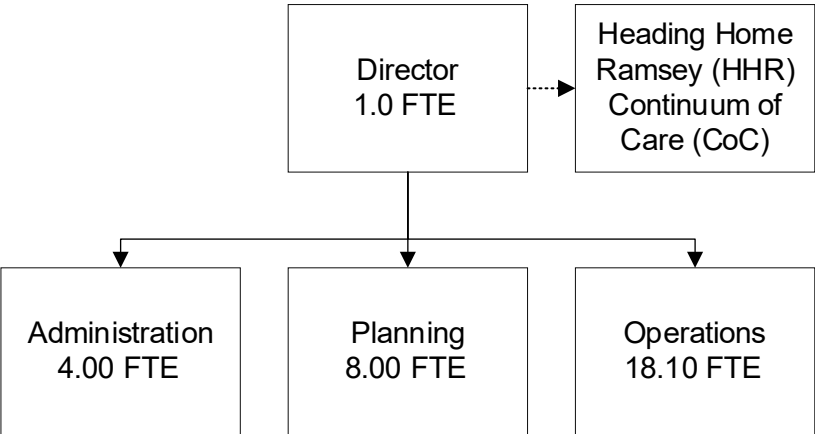 Director
1.0 FTE
Heading Home
Ramsey (HHR)
Continuum of
Care (CoC)
Administration
4.00 FTE
Planning
8.00 FTE
Operations
18.10 FTE